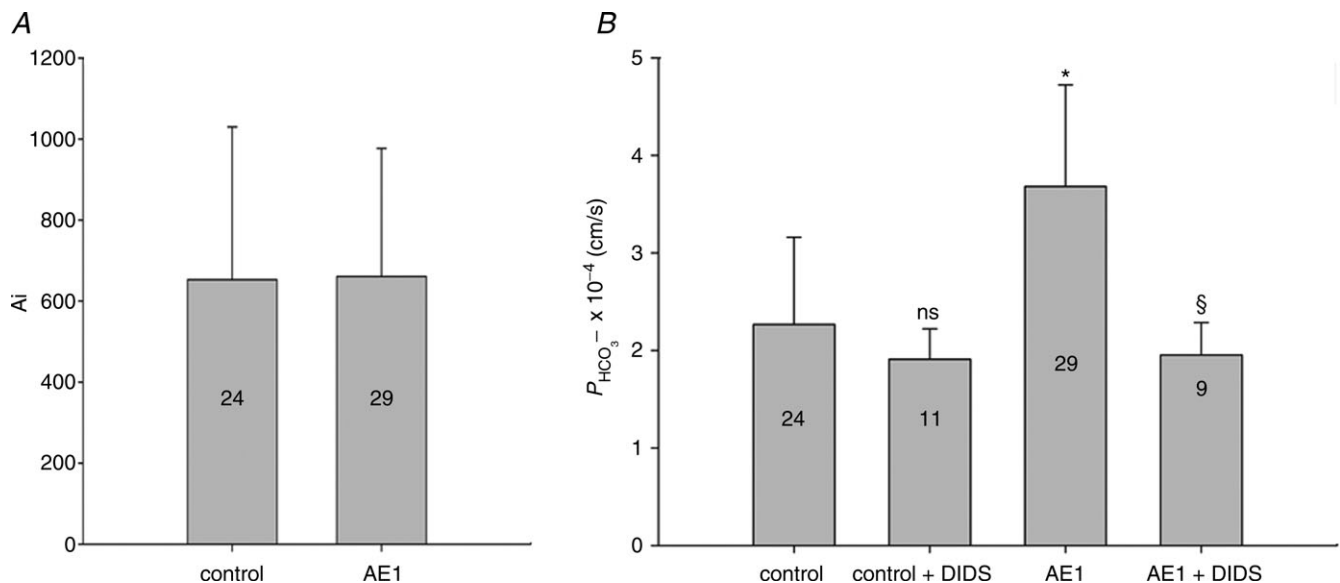 A
1200
1000
800
600
400
200
0
Ai
24
29
control
AE1
B
5
4
3
2
1
0
P_HCO₃⁻ x 10⁻⁴ (cm/s)
24
ns
11
*
29
§
9
control
control + DIDS
AE1
AE1 + DIDS